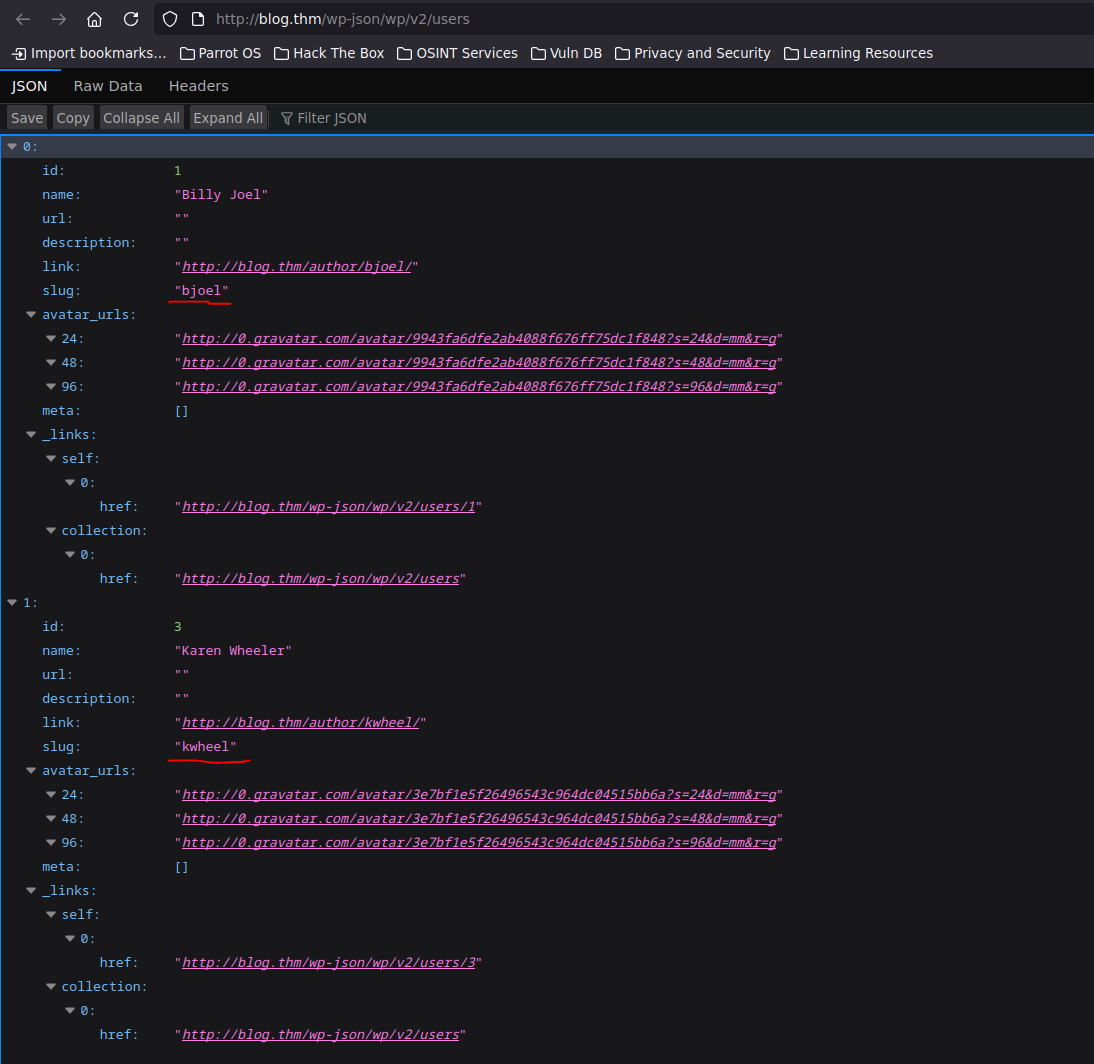 http://blog.thm/wp-json/wp/v2/users
Import bookmarks... Parrot OS Hack The Box OSINT Services Vuln DB Privacy and Security Learning Resources
JSON Raw Data Headers
Save Copy Collapse All Expand All Filter JSON
0:
id: 1
name: "Billy Joel"
url: ""
description: ""
link: "http://blog.thm/author/bjoel/"
slug: "bjoel"
avatar_urls:
24: "http://0.gravatar.com/avatar/9943fa6dfe2ab4088f676ff75dc1f848?s=24&d=mm&r=g"
48: "http://0.gravatar.com/avatar/9943fa6dfe2ab4088f676ff75dc1f848?s=48&d=mm&r=g"
96: "http://0.gravatar.com/avatar/9943fa6dfe2ab4088f676ff75dc1f848?s=96&d=mm&r=g"
meta: []
_links:
self:
0:
href: "http://blog.thm/wp-json/wp/v2/users/1"
collection:
0:
href: "http://blog.thm/wp-json/wp/v2/users"
1:
id: 3
name: "Karen Wheeler"
url: ""
description: ""
link: "http://blog.thm/author/kwheel/"
slug: "kwheel"
avatar_urls:
24: "http://0.gravatar.com/avatar/3e7bf1e5f26496543c964dc04515bb6a?s=24&d=mm&r=g"
48: "http://0.gravatar.com/avatar/3e7bf1e5f26496543c964dc04515bb6a?s=48&d=mm&r=g"
96: "http://0.gravatar.com/avatar/3e7bf1e5f26496543c964dc04515bb6a?s=96&d=mm&r=g"
meta: []
_links:
self:
0:
href: "http://blog.thm/wp-json/wp/v2/users/3"
collection:
0:
href: "http://blog.thm/wp-json/wp/v2/users"